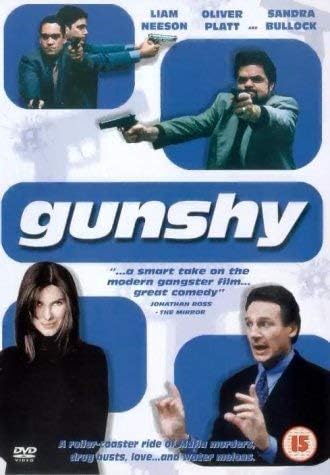 LIAM NEESON
OLIVER PLATT
...
SANDRA BULLOCK
gunshy
"...a smart take on the
modern gangster film...
great comedy"
JONATHAN ROSS
- THE MIRROR
A roller-coaster ride of Mafia murders,
drug busts, love...and water melons.
DVD
VIDEO
15